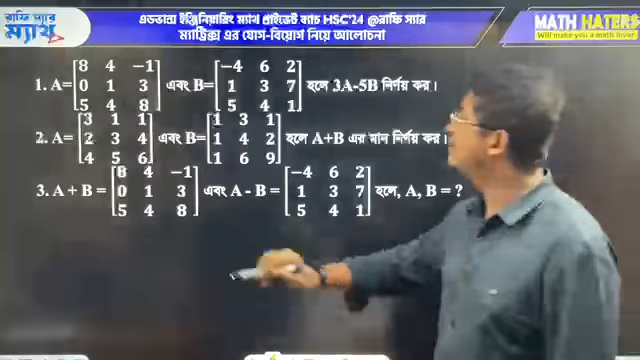 রাফি স্যার
ম্যাথ
এডভান্স ইঞ্জিনিয়ারিং ম্যাথ প্রাইভেট ব্যাচ HSC'24 @রাফি স্যার
ম্যাট্রিক্স এর যোগ-বিয়োগ নিয়ে আলোচনা
MATH HATERS
Will makes you a math lover
1. A= [8 4 −1; 0 1 3; 5 4 8] এবং B= [−4 6 2; 1 3 7; 5 4 1] হলে 3A-5B নির্ণয় কর।
2. A= [3 1 1; 2 3 4; 4 5 6] এবং B= [1 3 1; 1 4 2; 1 6 9] হলে A+B এর মান নির্ণয় কর।
3. A + B = [8 4 −1; 0 1 3; 5 4 8] এবং A - B = [−4 6 2; 1 3 7; 5 4 1] হলে, A, B = ?